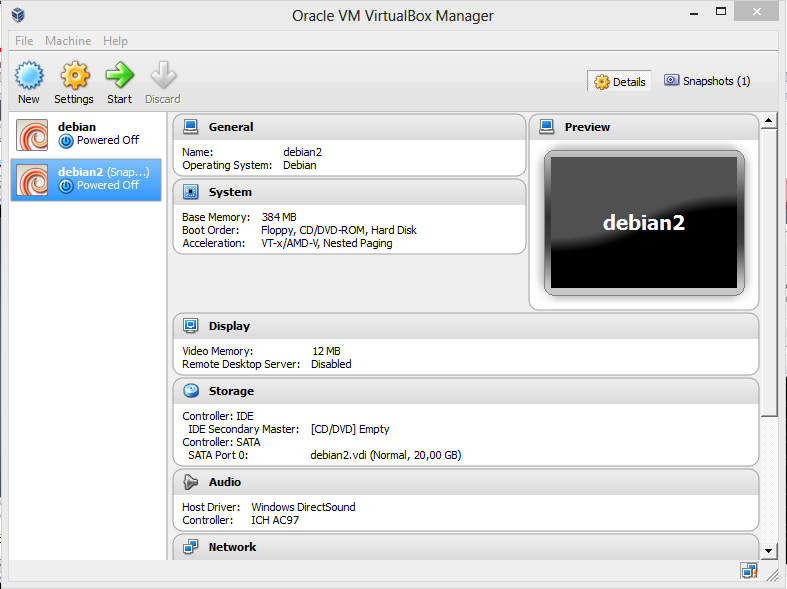 Oracle VM VirtualBox Manager
File Machine Help
New Settings Start Discard
Details Snapshots (1)
debian
Powered Off
debian2 (Snap...)
Powered Off
General
Name: debian2
Operating System: Debian
Preview
debian2
System
Base Memory: 384 MB
Boot Order: Floppy, CD/DVD-ROM, Hard Disk
Acceleration: VT-x/AMD-V, Nested Paging
Display
Video Memory: 12 MB
Remote Desktop Server: Disabled
Storage
Controller: IDE
IDE Secondary Master: [CD/DVD] Empty
Controller: SATA
SATA Port 0: debian2.vdi (Normal, 20,00 GB)
Audio
Host Driver: Windows DirectSound
Controller: ICH AC97
Network